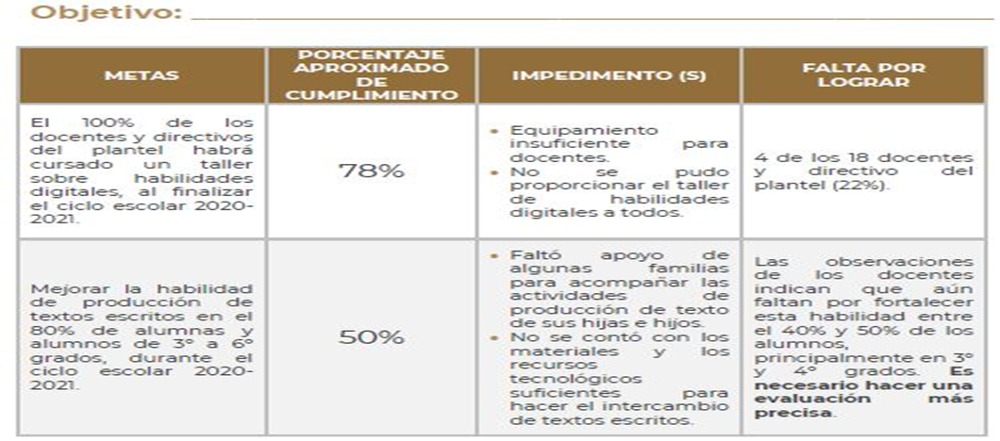 Objetivo:
METAS
PORCENTAJE
APROXIMADO
DE
CUMPLIMIENTO
IMPEDIMENTO (S)
FALTA POR
LOGRAR
El 100% de los
docentes y directivos
del plantel habrá
cursado un taller
sobre habilidades
digitales, al finalizar
el ciclo escolar 2020-
2021.
78%
• Equipamiento
insuficiente para
docentes.
• No se pudo
proporcionar el taller
de habilidades
digitales a todos.
4 de los 18 docentes
y directivo del
plantel (22%).
Mejorar la habilidad
de producción de
textos escritos en el
80% de alumnas y
alumnos de 3° a 6°
grados, durante el
ciclo escolar 2020-
2021.
50%
• Faltó apoyo de
algunas familias
para acompañar las
actividades de
producción de texto
de sus hijas e hijos.
• No se contó con los
materiales y los
recursos
tecnológicos
suficientes para
hacer el intercambio
de textos escritos.
Las observaciones
de los docentes
indican que aún
faltan por fortalecer
esta habilidad entre
el 40% y 50% de los
alumnos,
principalmente en 3°
y 4° grados. Es
necesario hacer una
evaluación más
precisa.